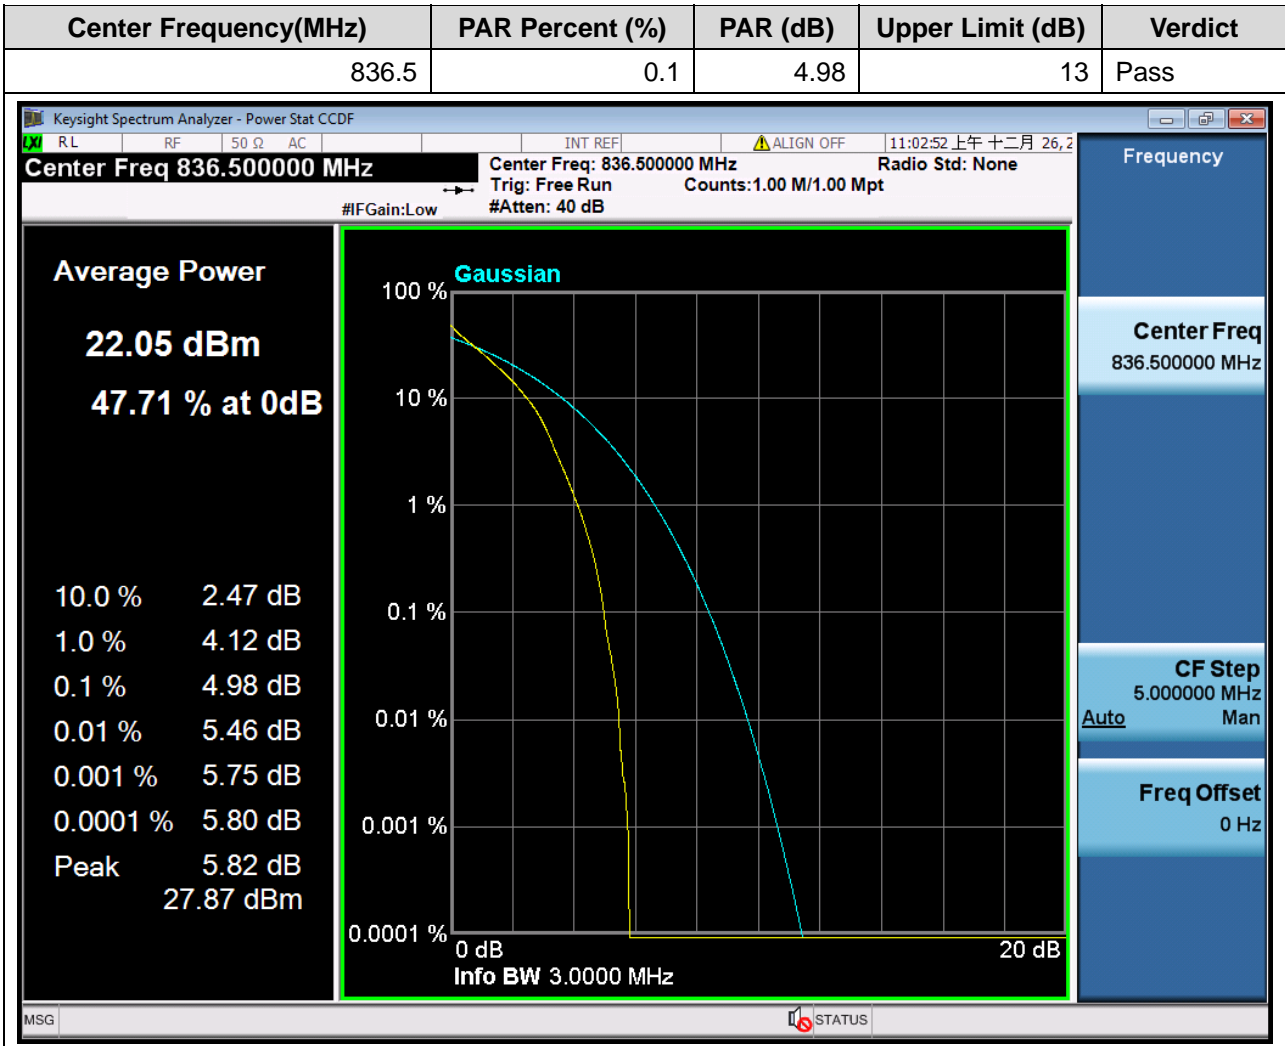 Center Frequency(MHz) PAR Percent (%) PAR (dB) Upper Limit (dB) Verdict
836.5 0.1 4.98 13 Pass
Keysight Spectrum Analyzer - Power Stat CCDF
LXI RL RF 50 Ω AC INT REF ALIGN OFF 11:02:52 上午 十二月 26, 2
Center Freq 836.500000 MHz
Center Freq: 836.500000 MHz Radio Std: None
Trig: Free Run Counts:1.00 M/1.00 Mpt
#IFGain:Low #Atten: 40 dB
Frequency
Average Power
22.05 dBm
47.71 % at 0dB
10.0 % 2.47 dB
1.0 % 4.12 dB
0.1 % 4.98 dB
0.01 % 5.46 dB
0.001 % 5.75 dB
0.0001 % 5.80 dB
Peak 5.82 dB
27.87 dBm
Gaussian
100 %
10 %
1 %
0.1 %
0.01 %
0.001 %
0.0001 %
0 dB 20 dB
Info BW 3.0000 MHz
Center Freq
836.500000 MHz
CF Step
5.000000 MHz
Auto Man
Freq Offset
0 Hz
MSG STATUS